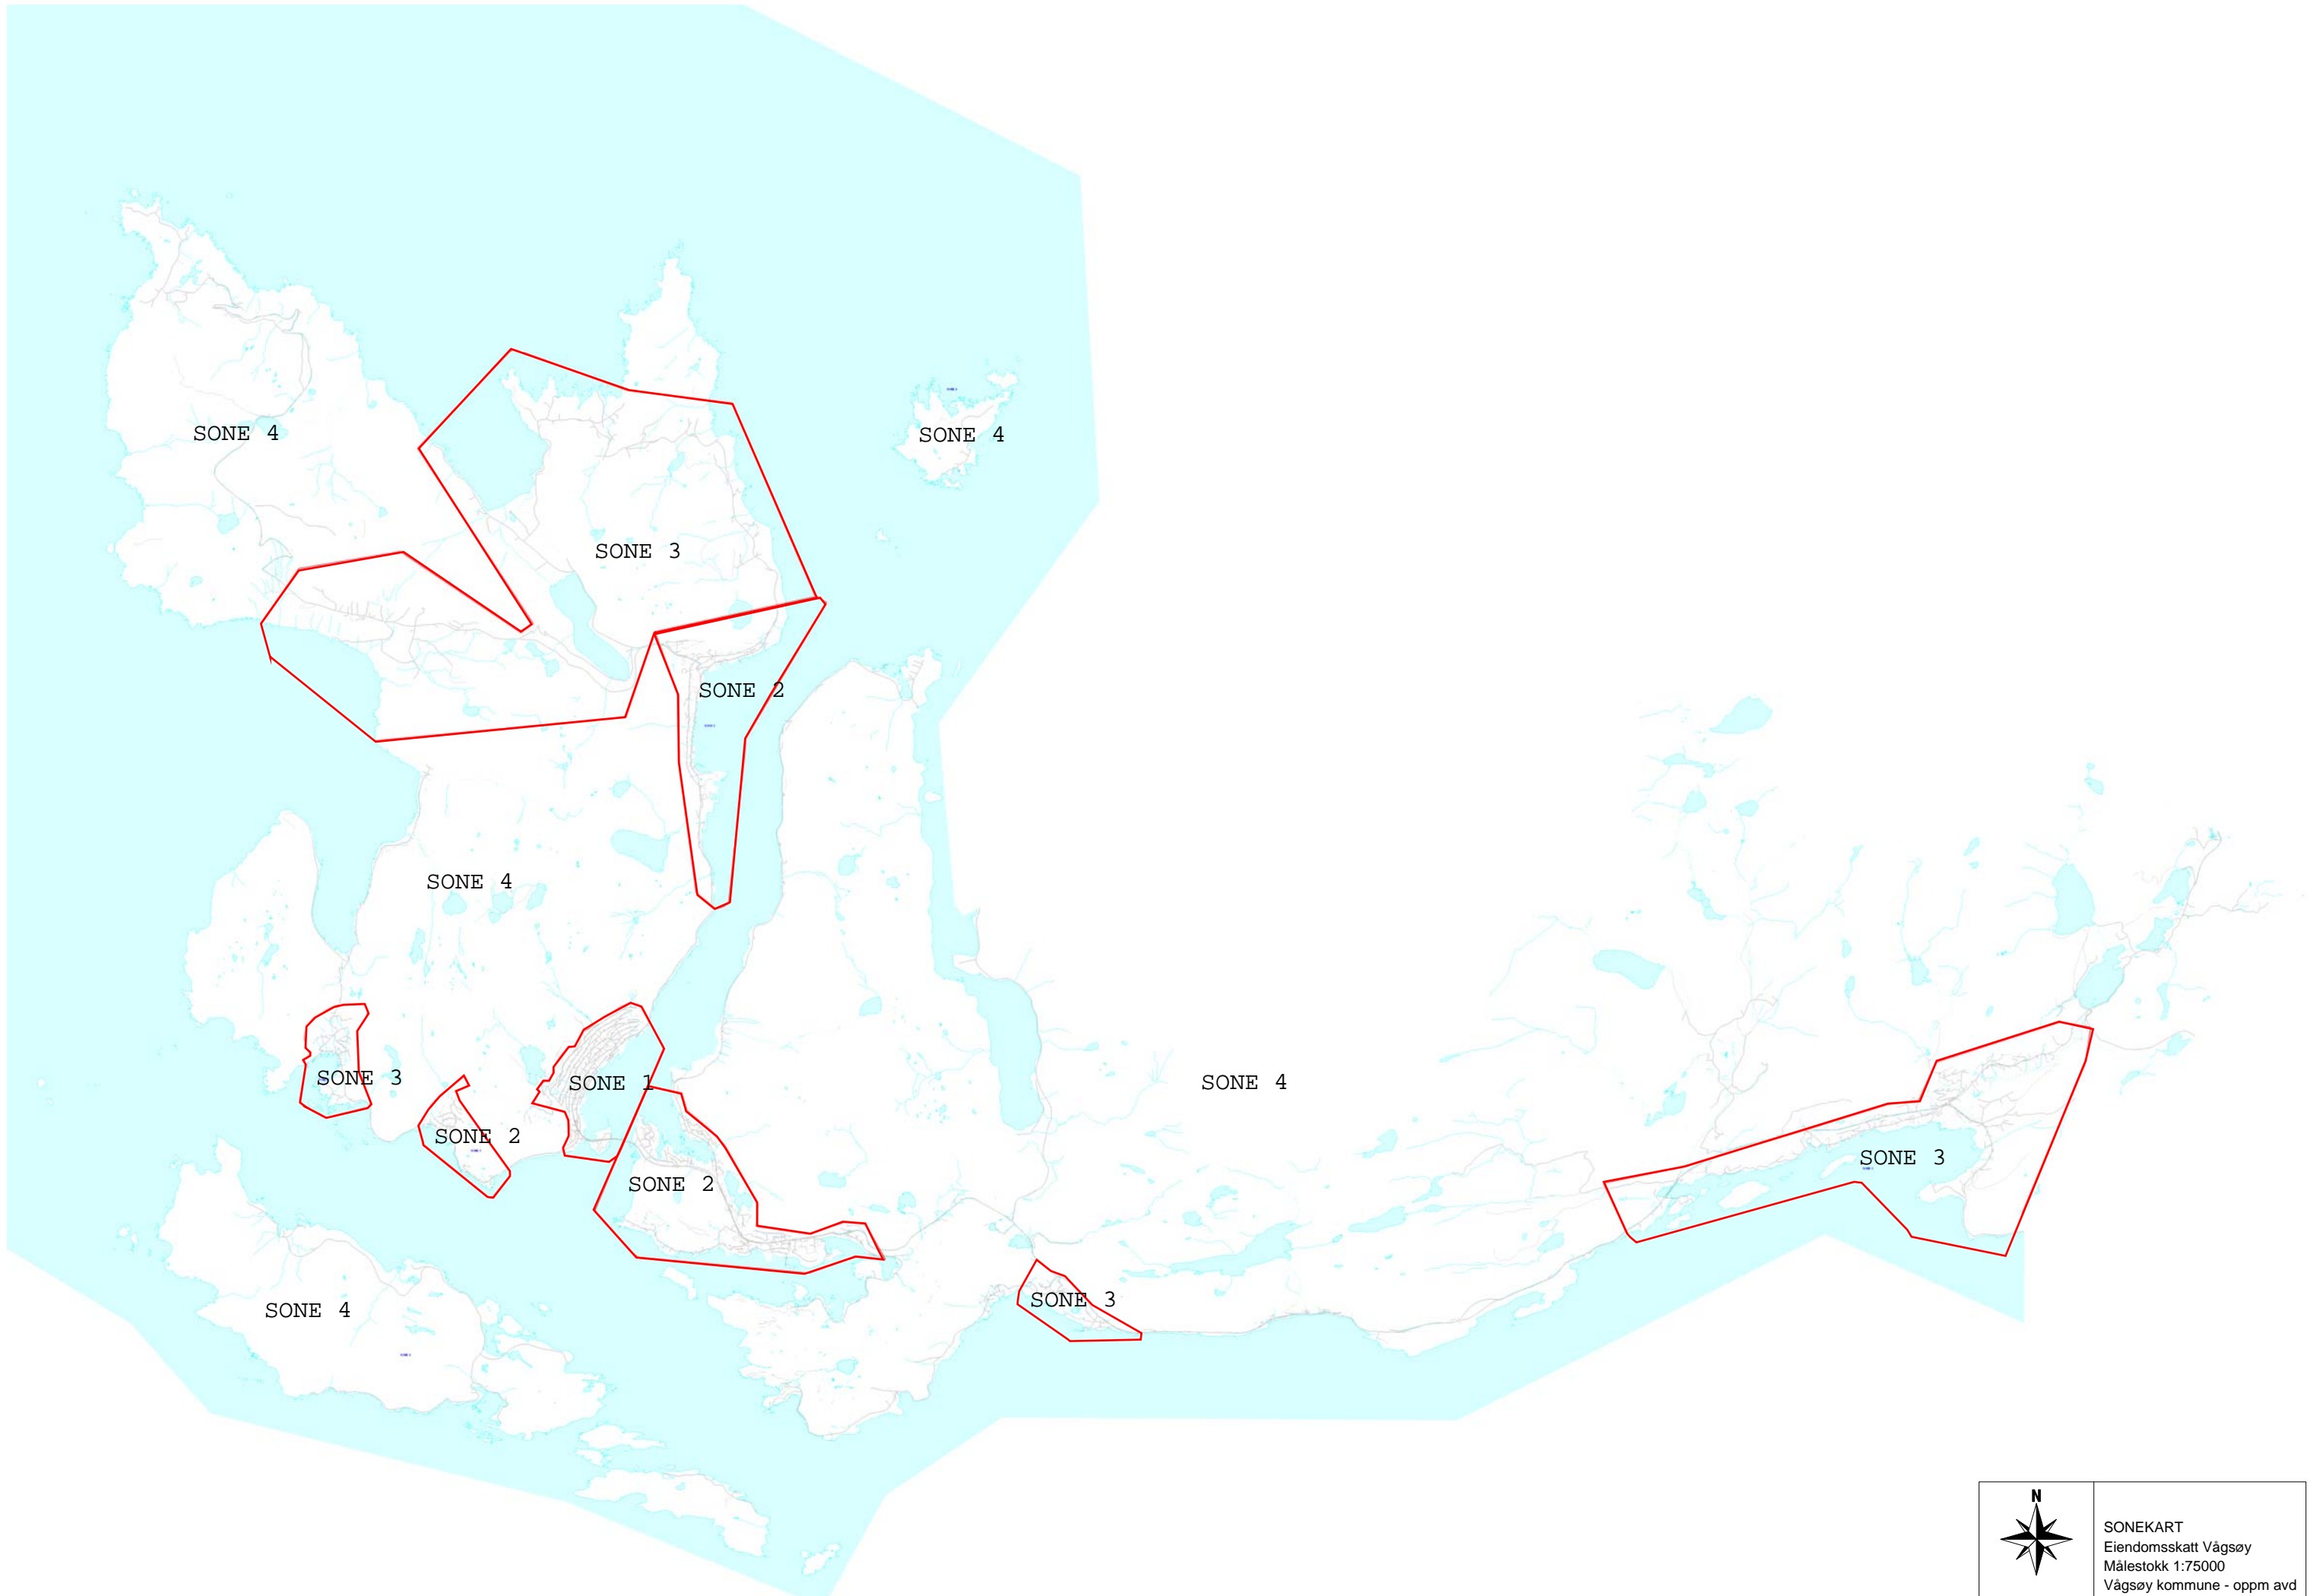 SONE 4
SONE 4
SONE 3
SONE 2
SONE 4
SONE 3
SONE 1
SONE 4
SONE 2
SONE 3
SONE 2
SONE 3
SONE 4
N
SONEKART
Eiendomsskatt Vågsøy
Målestokk 1:75000
Vågsøy kommune - oppm avd